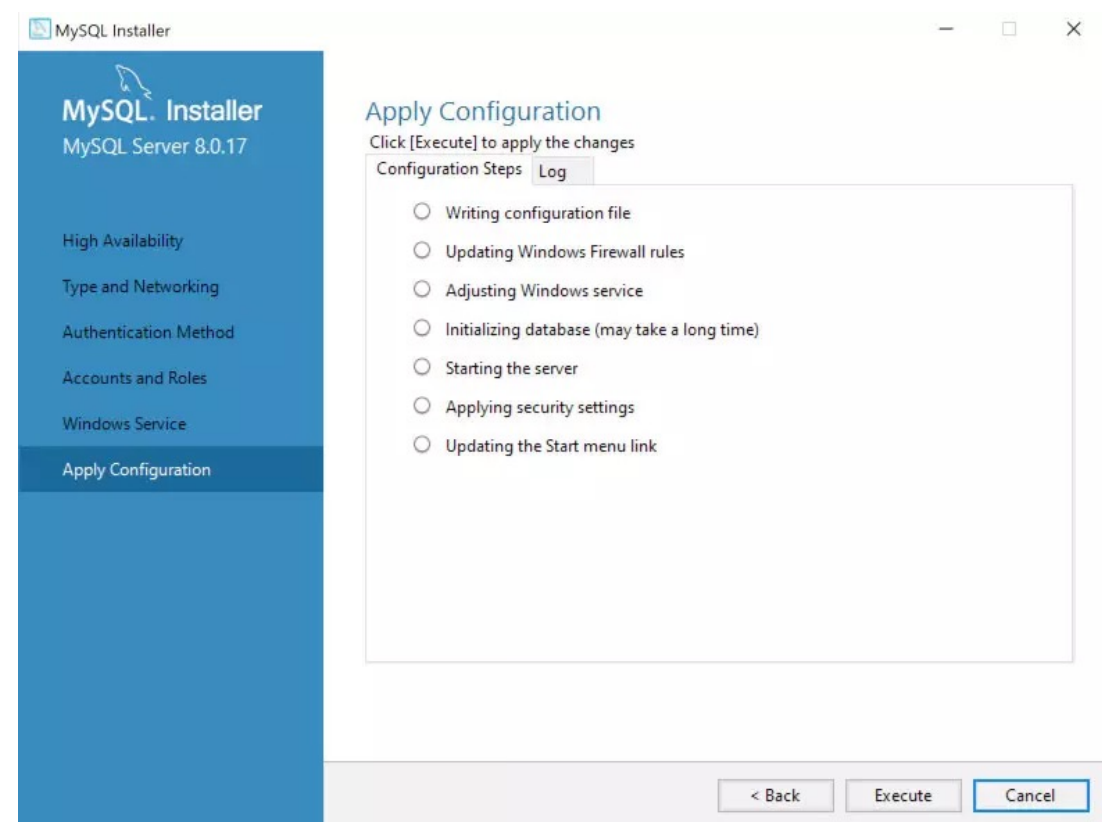 MySQL Installer
MySQL. Installer
MySQL Server 8.0.17
High Availability
Type and Networking
Authentication Method
Accounts and Roles
Windows Service
Apply Configuration
Apply Configuration
Click [Execute] to apply the changes
Configuration Steps Log
Writing configuration file
Updating Windows Firewall rules
Adjusting Windows service
Initializing database (may take a long time)
Starting the server
Applying security settings
Updating the Start menu link
< Back Execute Cancel